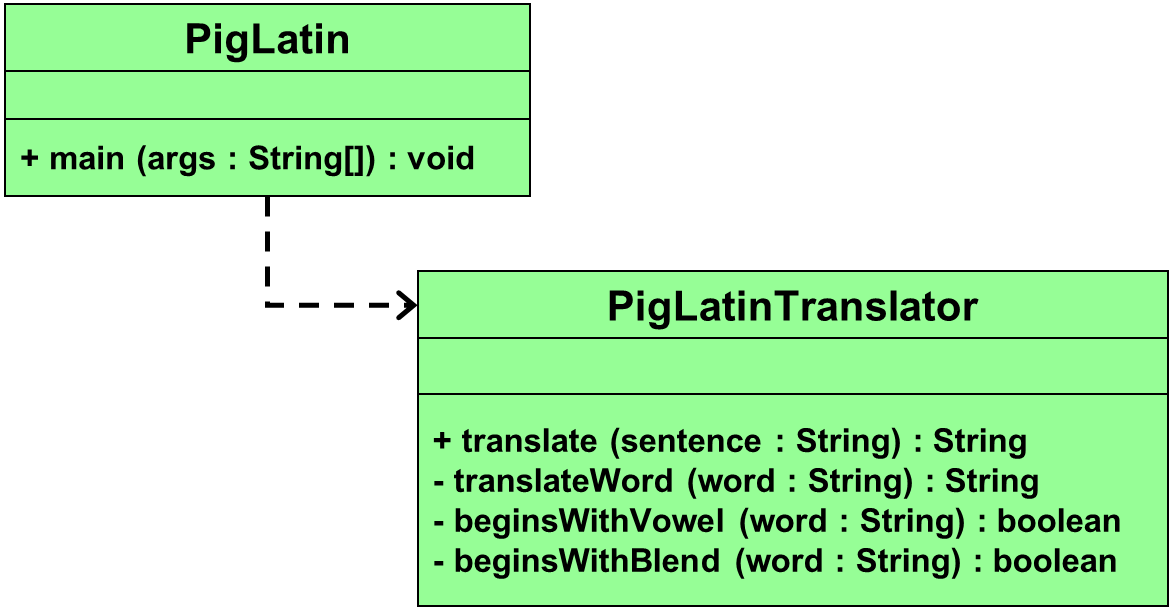 PigLatin
+ main (args : String[]) : void
PigLatinTranslator
+ translate (sentence : String) : String
- translateWord (word : String) : String
- beginsWithVowel (word : String) : boolean
- beginsWithBlend (word : String) : boolean